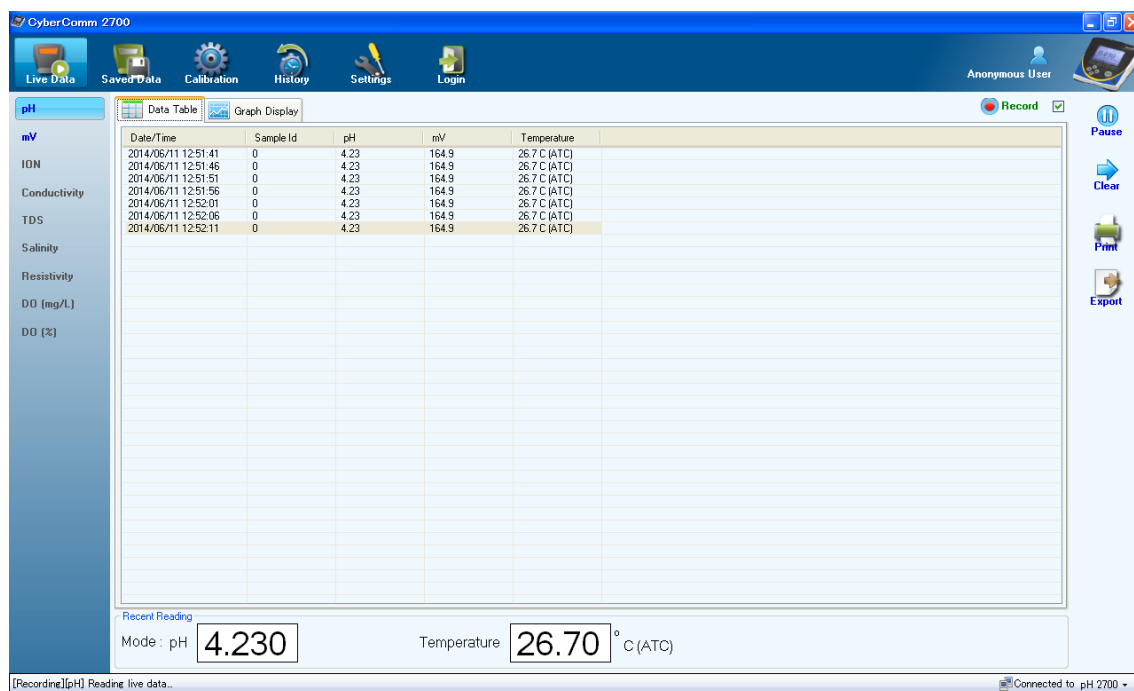 CyberComm 2700
Live Data Saved Data Calibration History Settings Login Anonymous User
pH
mV
ION
Conductivity
TDS
Salinity
Resistivity
DO (mg/L)
DO (%)
Data Table Graph Display Record
Date/Time Sample Id pH mV Temperature
2014/06/11 12:51:41 0 4.23 164.9 26.7 C (ATC)
2014/06/11 12:51:46 0 4.23 164.9 26.7 C (ATC)
2014/06/11 12:51:51 0 4.23 164.9 26.7 C (ATC)
2014/06/11 12:51:56 0 4.23 164.9 26.7 C (ATC)
2014/06/11 12:52:01 0 4.23 164.9 26.7 C (ATC)
2014/06/11 12:52:06 0 4.23 164.9 26.7 C (ATC)
2014/06/11 12:52:11 0 4.23 164.9 26.7 C (ATC)
Pause
Clear
Print
Export
Recent Reading
Mode : pH 4.230 Temperature 26.70 ° C (ATC)
[Recording][pH] Reading live data... Connected to pH 2700